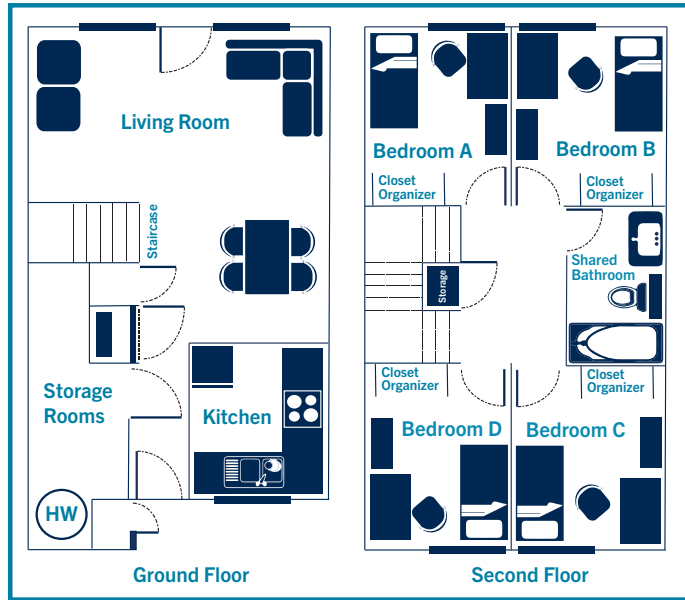 Living Room
Staircase
Storage
Rooms
Kitchen
HW
Ground Floor
Bedroom A
Bedroom B
Closet
Organizer
Closet
Organizer
Storage
Shared
Bathroom
Closet
Organizer
Closet
Organizer
Bedroom D
Bedroom C
Second Floor